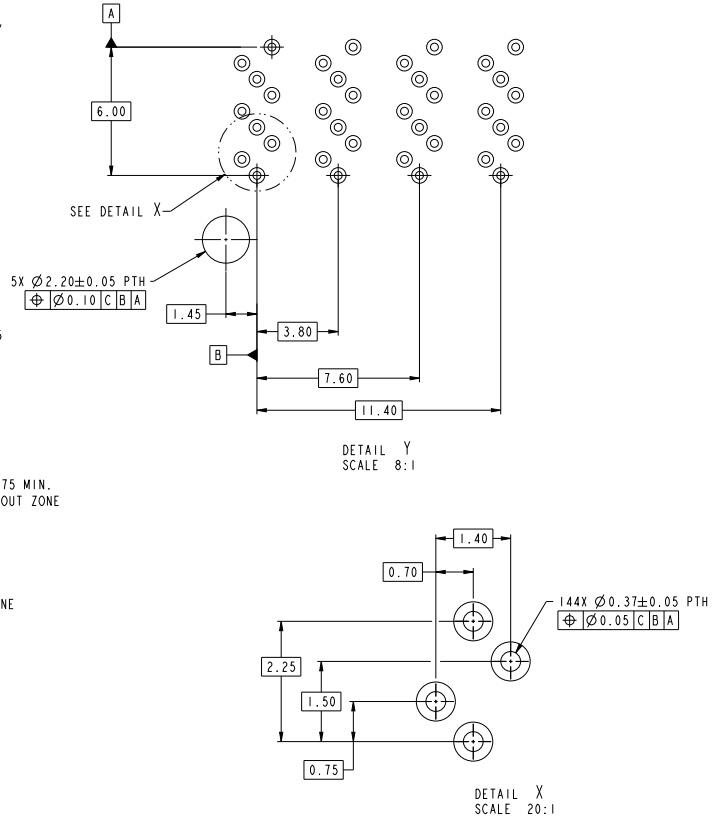 A
6.00
SEE DETAIL X
5X Ø2.20±0.05 PTH
⌖ Ø0.10 C B A
1.45
3.80
B
7.60
11.40
DETAIL Y
SCALE 8:1
75 MIN.
OUT ZONE
NE
1.40
0.70
144X Ø0.37±0.05 PTH
⌖ Ø0.05 C B A
2.25
1.50
0.75
DETAIL X
SCALE 20:1